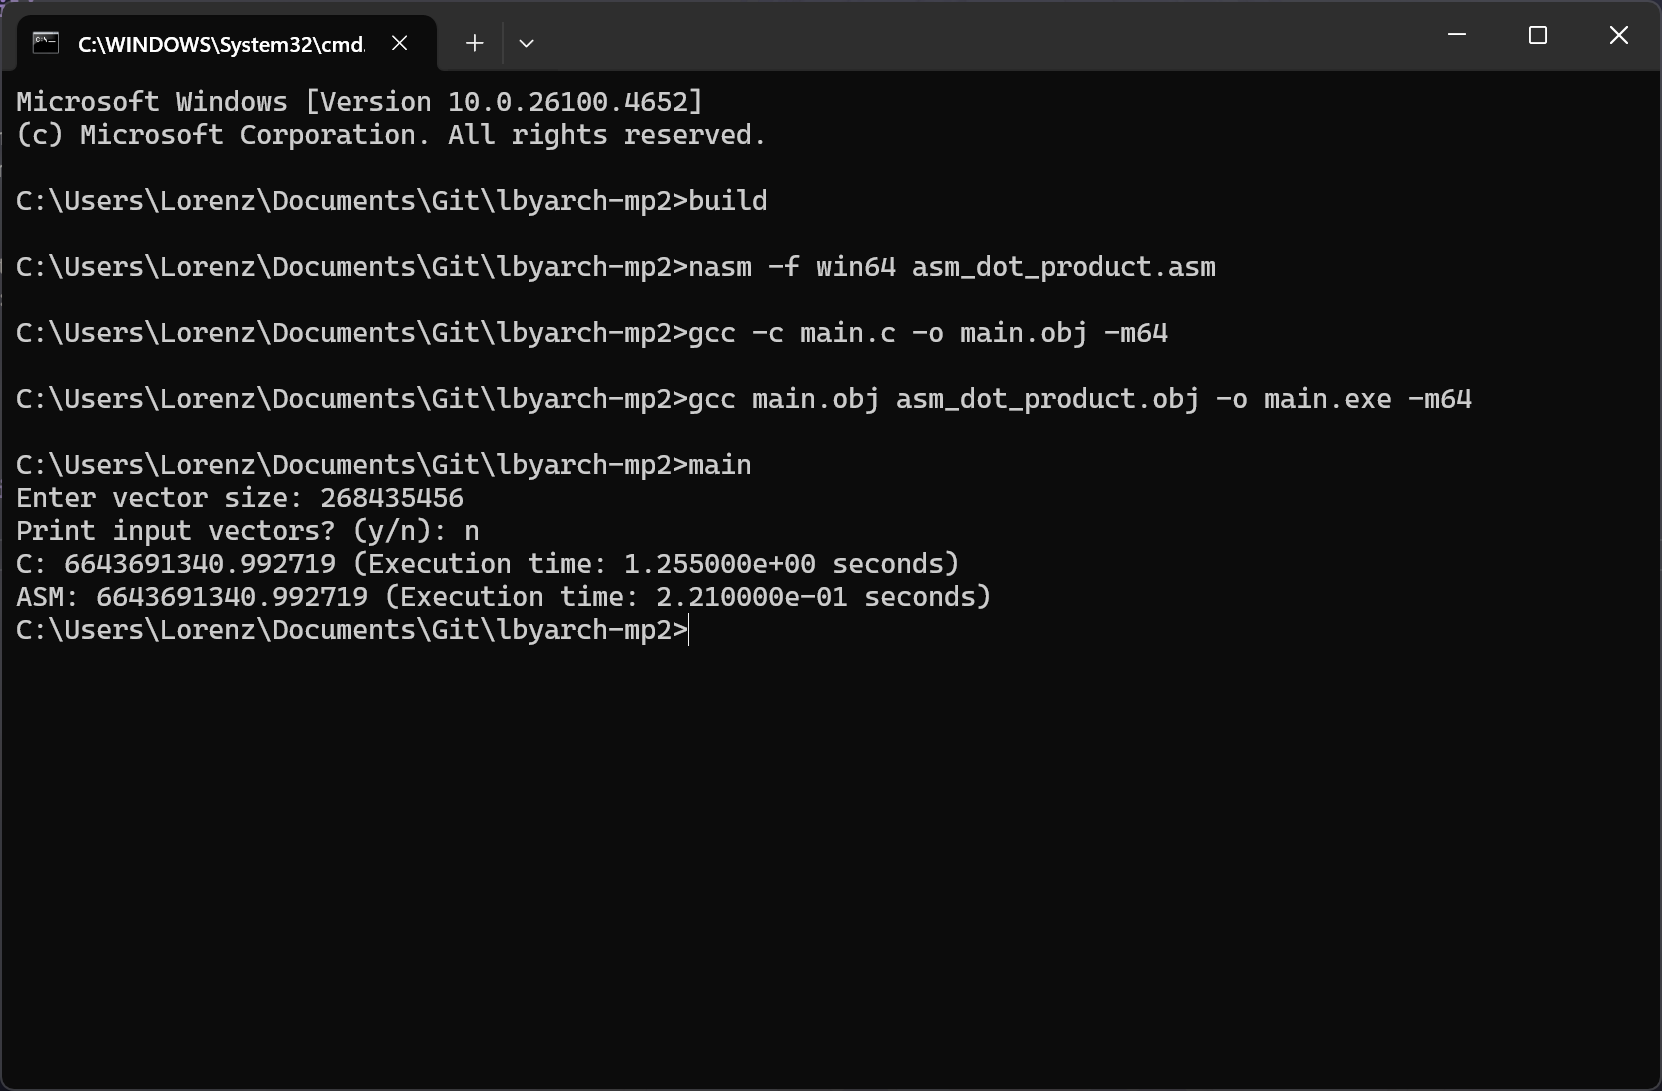 C:\WINDOWS\System32\cmd.
Microsoft Windows [Version 10.0.26100.4652]
(c) Microsoft Corporation. All rights reserved.
C:\Users\Lorenz\Documents\Git\lbyarch-mp2>build
C:\Users\Lorenz\Documents\Git\lbyarch-mp2>nasm -f win64 asm_dot_product.asm
C:\Users\Lorenz\Documents\Git\lbyarch-mp2>gcc -c main.c -o main.obj -m64
C:\Users\Lorenz\Documents\Git\lbyarch-mp2>gcc main.obj asm_dot_product.obj -o main.exe -m64
C:\Users\Lorenz\Documents\Git\lbyarch-mp2>main
Enter vector size: 268435456
Print input vectors? (y/n): n
C: 6643691340.992719 (Execution time: 1.255000e+00 seconds)
ASM: 6643691340.992719 (Execution time: 2.210000e-01 seconds)
C:\Users\Lorenz\Documents\Git\lbyarch-mp2>